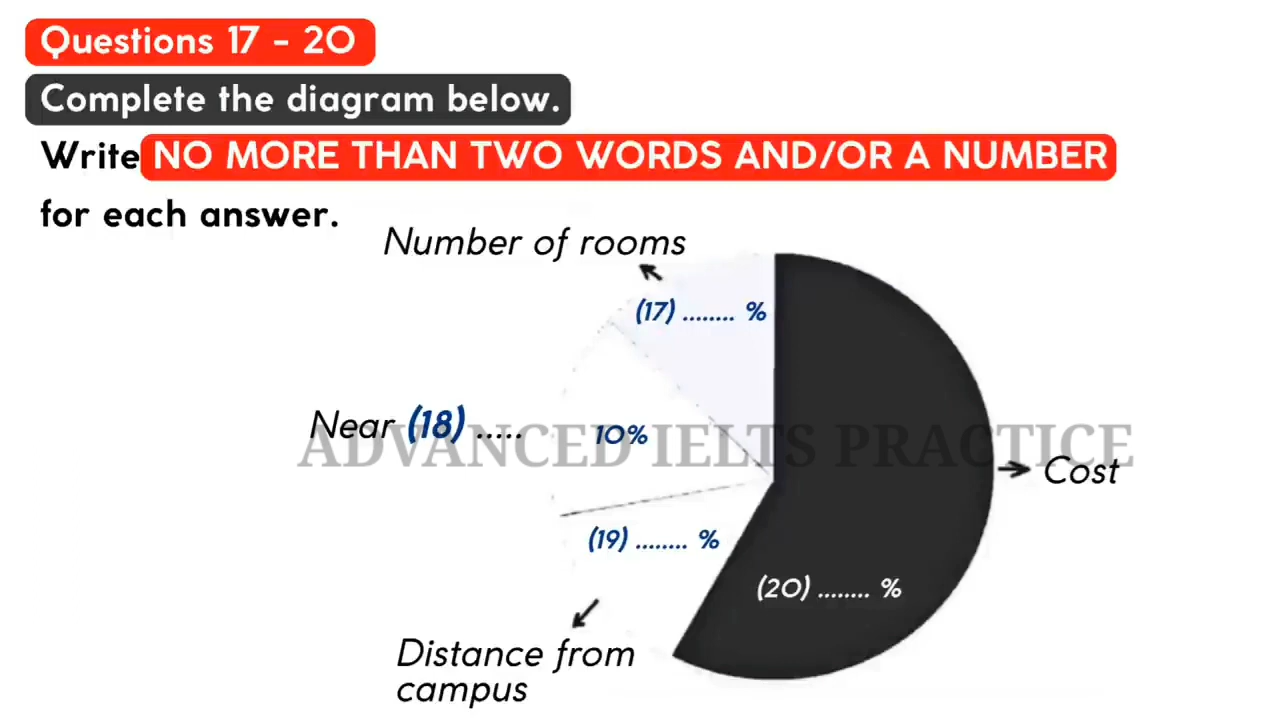 Questions 17 - 20
Complete the diagram below.
Write NO MORE THAN TWO WORDS AND/OR A NUMBER
for each answer.
Number of rooms
(17) ........ %
Near (18) .....
10%
ADVANCED IELTS PRACTICE
Cost
(19) ........ %
(20) ........ %
Distance from
campus